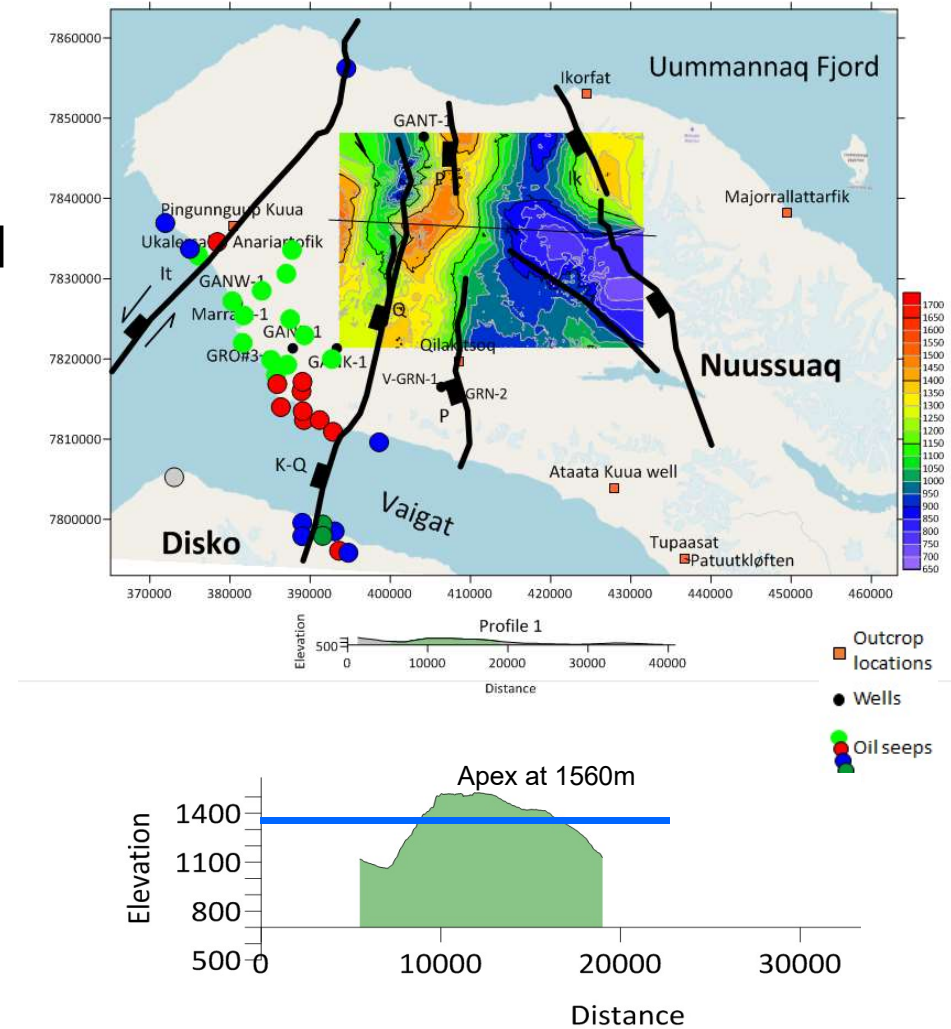 7860000
7850000
7840000
7830000
7820000
7810000
7800000
Uummannaq Fjord
Ikorfat
GANT-1
P
Ik
Majorrallattarfik
Pingunnguup Kuua
Anariartofik
It
GANW-1
Q
GRO#3
Qilakitsoq
V-GRN-1
GRN-2
P
Nuussuaq
K-Q
Ataata Kuua well
Vaigat
Disko
Tupaasat
Patuutkløften
370000
380000
390000
400000
410000
420000
430000
440000
450000
460000
1700
1650
1600
1550
1500
1450
1400
1350
1300
1250
1200
1150
1100
1050
1000
950
900
850
800
750
700
650
Profile 1
Elevation
500
0
10000
20000
30000
40000
Distance
Outcrop
locations
Wells
Oil seeps
Apex at 1560m
Elevation
1400
1100
800
500
0
10000
20000
30000
Distance